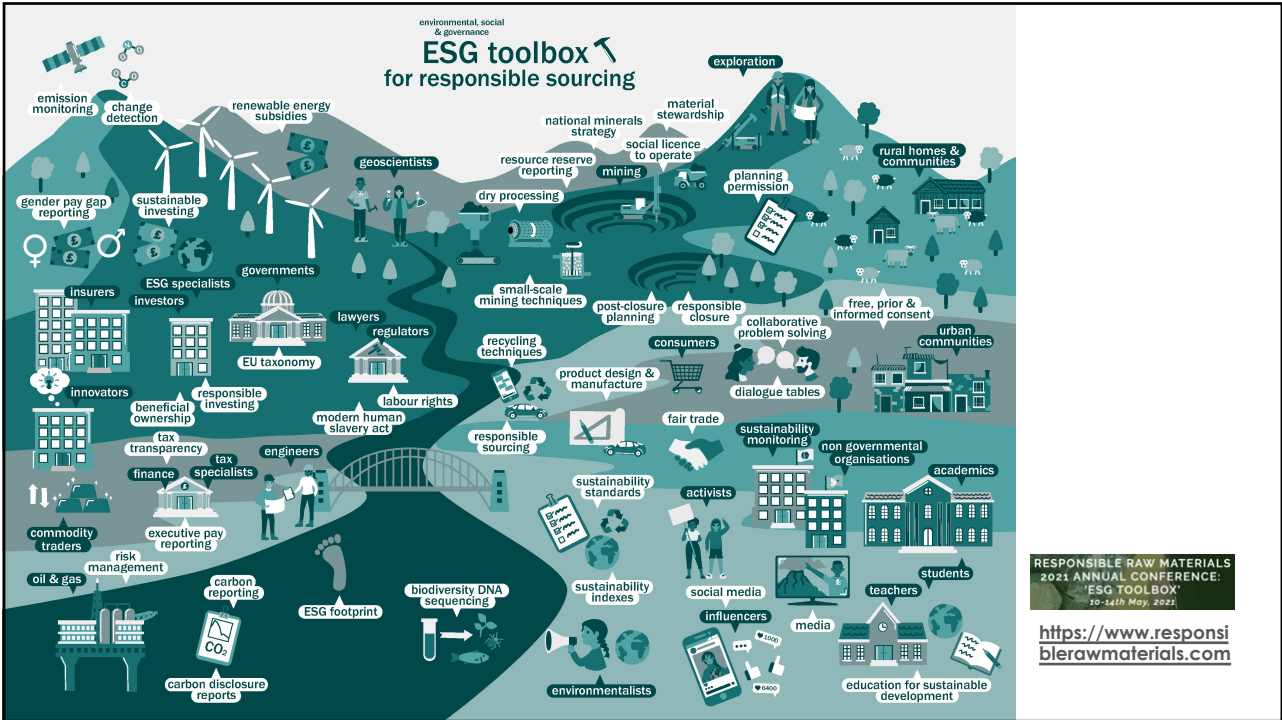 environmental, social
& governance
ESG toolbox
for responsible sourcing
exploration
emission
monitoring
change
detection
renewable energy
subsidies
material
stewardship
national minerals
strategy
social licence
to operate
resource reserve
reporting
mining
geoscientists
rural homes &
communities
planning
permission
dry processing
gender pay gap
reporting
sustainable
investing
£
£
£
£
£
governments
ESG specialists
insurers
investors
small-scale
mining techniques
post-closure
planning
responsible
closure
free, prior &
informed consent
lawyers
regulators
collaborative
problem solving
urban
communities
EU taxonomy
recycling
techniques
consumers
product design &
manufacture
dialogue tables
innovators
responsible
investing
labour rights
beneficial
ownership
modern human
slavery act
fair trade
responsible
sourcing
sustainability
monitoring
tax
transparency
engineers
non governmental
organisations
finance
tax
specialists
£
academics
sustainability
standards
activists
commodity
traders
executive pay
reporting
risk
management
oil & gas
carbon
reporting
ESG footprint
biodiversity DNA
sequencing
sustainability
indexes
social media
students
teachers
influencers
media
CO2
1000
6400
carbon disclosure
reports
environmentalists
education for sustainable
development
RESPONSIBLE RAW MATERIALS
2021 ANNUAL CONFERENCE:
'ESG TOOLBOX'
10-14th May, 2021
https://www.responsi
blerawmaterials.com